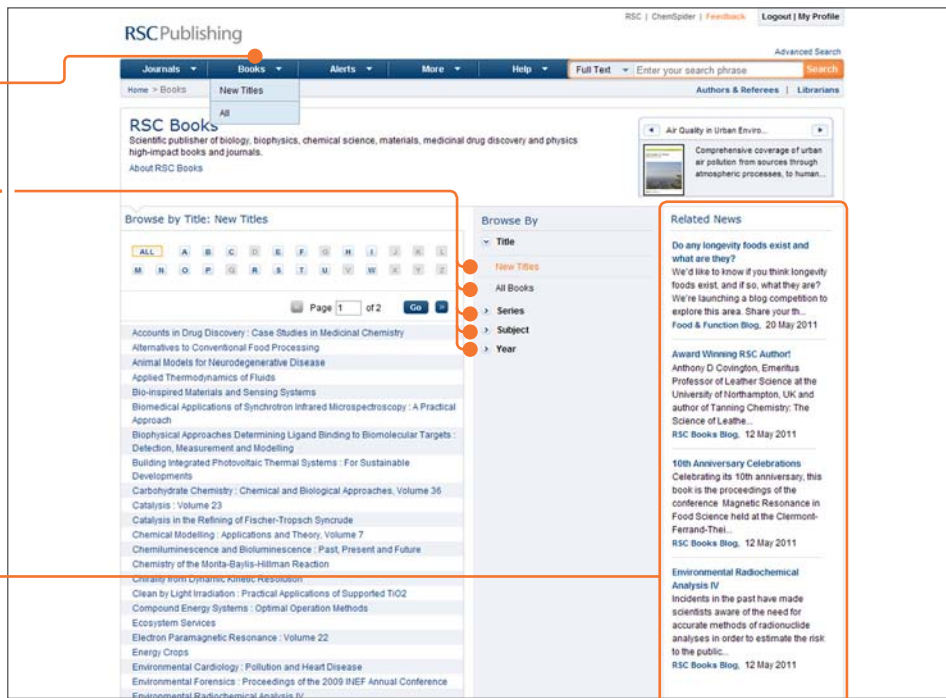 RSC | ChemSpider | Feedback Logout | My Profile
RSCPublishing
Advanced Search
Journals Books Alerts More Help Full Text Enter your search phrase Search
Home > Books New Titles Authors & Referees | Librarians
All
RSC Books
Scientific publisher of biology, biophysics, chemical science, materials, medicinal drug discovery and physics
high-impact books and journals.
About RSC Books
Air Quality in Urban Enviro...
Comprehensive coverage of urban
air pollution from sources through
atmospheric processes, to human...
Browse by Title: New Titles
ALL A B C D E F G H I J K L
M N O P Q R S T U V W X Y Z
Page 1 of 2 Go
Accounts in Drug Discovery : Case Studies in Medicinal Chemistry
Alternatives to Conventional Food Processing
Animal Models for Neurodegenerative Disease
Applied Thermodynamics of Fluids
Bio-inspired Materials and Sensing Systems
Biomedical Applications of Synchrotron Infrared Microspectroscopy : A Practical
Approach
Biophysical Approaches Determining Ligand Binding to Biomolecular Targets :
Detection, Measurement and Modelling
Building Integrated Photovoltaic Thermal Systems : For Sustainable
Developments
Carbohydrate Chemistry : Chemical and Biological Approaches, Volume 36
Catalysis : Volume 23
Catalysis in the Refining of Fischer-Tropsch Syncrude
Chemical Modelling : Applications and Theory, Volume 7
Chemiluminescence and Bioluminescence : Past, Present and Future
Chemistry of the Morita-Baylis-Hillman Reaction
Chirality from Dynamic Kinetic Resolution
Clean by Light Irradiation : Practical Applications of Supported TiO2
Compound Energy Systems : Optimal Operation Methods
Ecosystem Services
Electron Paramagnetic Resonance : Volume 22
Energy Crops
Environmental Cardiology : Pollution and Heart Disease
Environmental Forensics : Proceedings of the 2009 INEF Annual Conference
Environmental Radiochemical Analysis IV
Browse By
Title
New Titles
All Books
Series
Subject
Year
Related News
Do any longevity foods exist and
what are they?
We'd like to know if you think longevity
foods exist, and if so, what they are?
We're launching a blog competition to
explore this area. Share your th...
Food & Function Blog, 20 May 2011
Award Winning RSC Author!
Anthony D Covington, Emeritus
Professor of Leather Science at the
University of Northampton, UK and
author of Tanning Chemistry: The
Science of Leathe...
RSC Books Blog, 12 May 2011
10th Anniversary Celebrations
Celebrating its 10th anniversary, this
book is the proceedings of the
conference Magnetic Resonance in
Food Science held at the Clermont-
Ferrand-Thei...
RSC Books Blog, 12 May 2011
Environmental Radiochemical
Analysis IV
Incidents in the past have made
scientists aware of the need for
accurate methods of radionuclide
analyses in order to estimate the risk
to the public...
RSC Books Blog, 12 May 2011